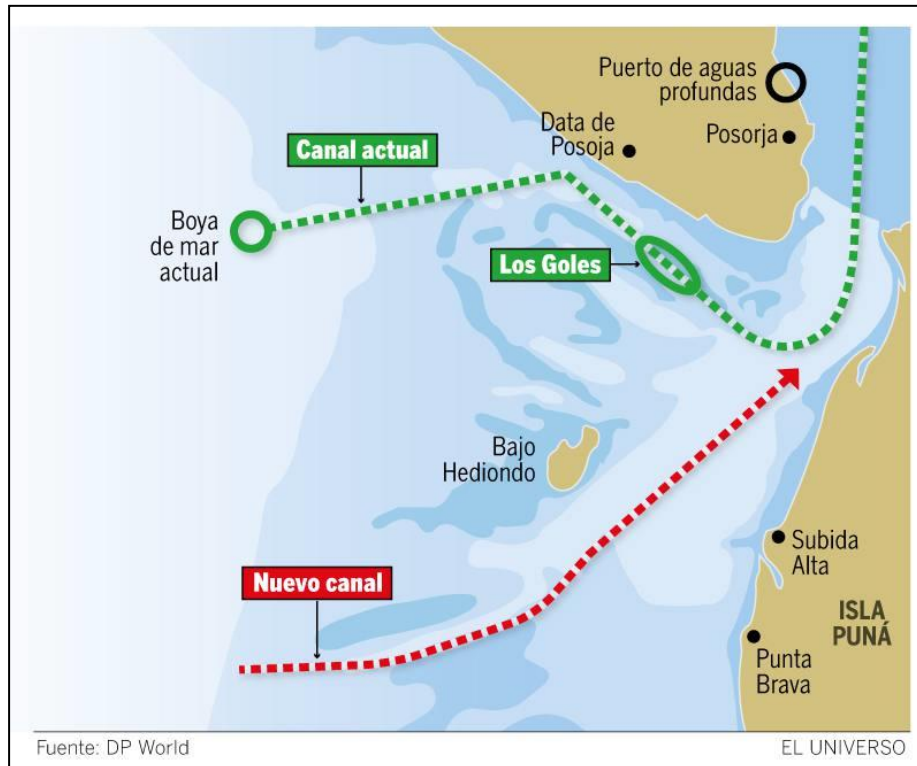 Puerto de aguas
profundas
Data de
Posoja
Posorja
Canal actual
Boya
de mar
actual
Los Goles
Bajo
Hediondo
Subida
Alta
Nuevo canal
ISLA
PUNÁ
Punta
Brava
Fuente: DP World
EL UNIVERSO